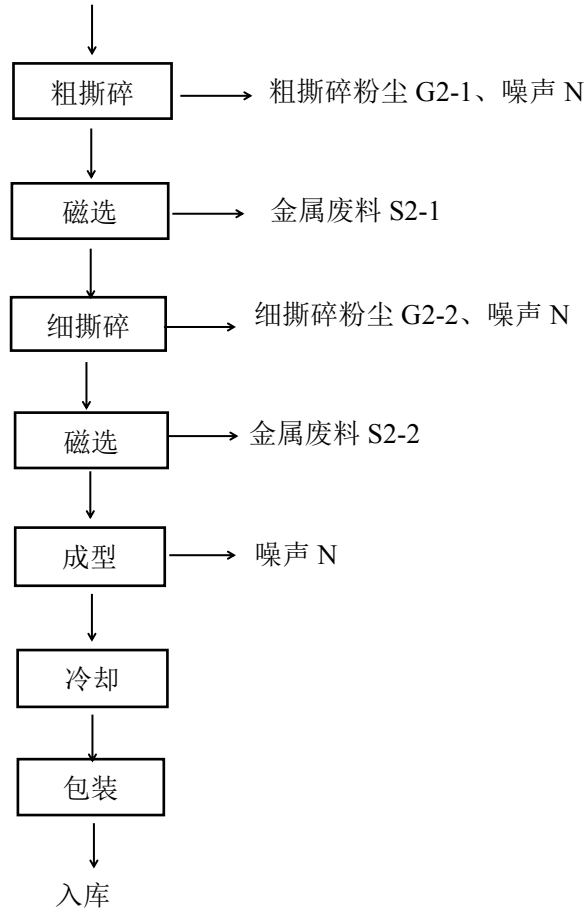 粗撕碎
粗撕碎粉尘 G2-1、噪声 N
磁选
金属废料 S2-1
细撕碎
细撕碎粉尘 G2-2、噪声 N
磁选
金属废料 S2-2
成型
噪声 N
冷却
包装
入库